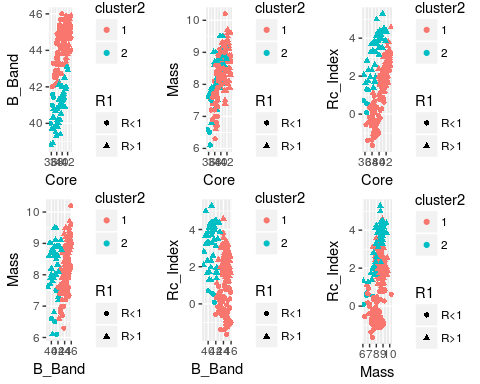 46
44
42
40
B_Band
Core
cluster2
1
2
R1
R<1
R>1
10
9
8
7
6
Mass
Core
cluster2
1
2
R1
R<1
R>1
4
2
0
Rc_Index
Core
cluster2
1
2
R1
R<1
R>1
10
9
8
7
6
Mass
B_Band
cluster2
1
2
R1
R<1
R>1
4
2
0
Rc_Index
B_Band
cluster2
1
2
R1
R<1
R>1
4
2
0
Rc_Index
678910
Mass
cluster2
1
2
R1
R<1
R>1